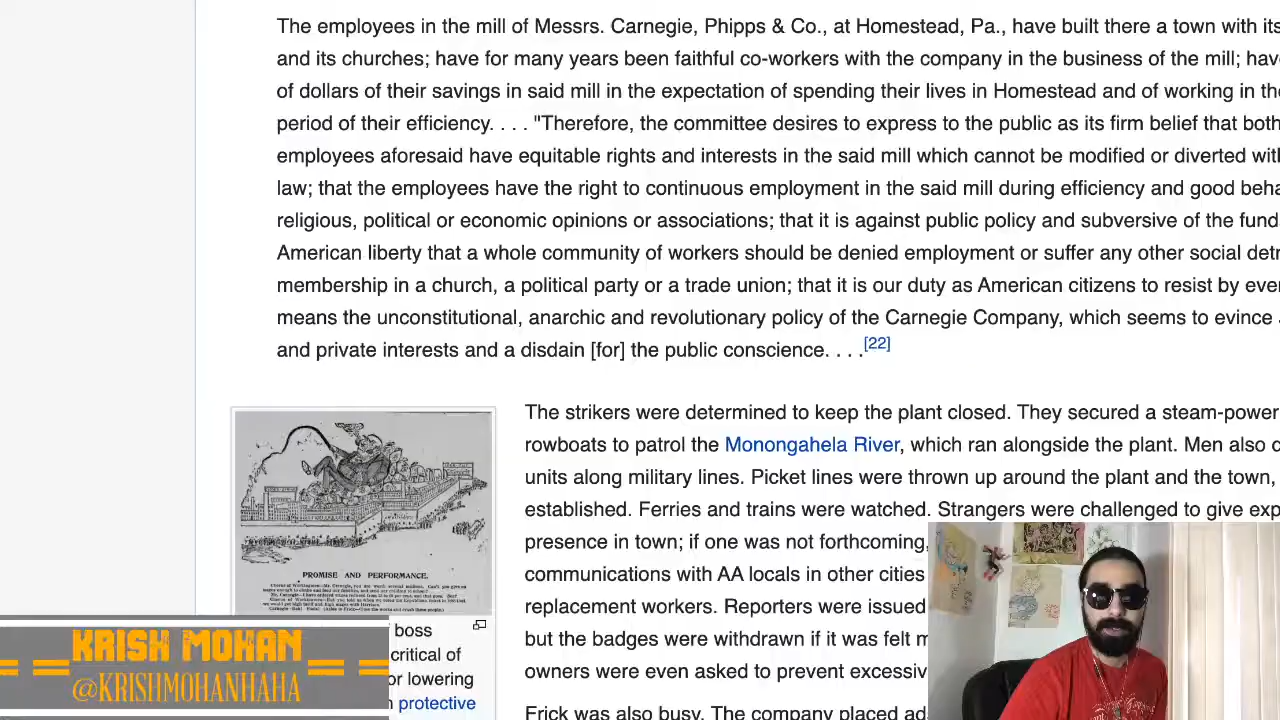 The employees in the mill of Messrs. Carnegie, Phipps & Co., at Homestead, Pa., have built there a town with its
and its churches; have for many years been faithful co-workers with the company in the business of the mill; hav
of dollars of their savings in said mill in the expectation of spending their lives in Homestead and of working in the
period of their efficiency. . . . "Therefore, the committee desires to express to the public as its firm belief that both
employees aforesaid have equitable rights and interests in the said mill which cannot be modified or diverted with
law; that the employees have the right to continuous employment in the said mill during efficiency and good beha
religious, political or economic opinions or associations; that it is against public policy and subversive of the fund
American liberty that a whole community of workers should be denied employment or suffer any other social detr
membership in a church, a political party or a trade union; that it is our duty as American citizens to resist by ever
means the unconstitutional, anarchic and revolutionary policy of the Carnegie Company, which seems to evince
and private interests and a disdain [for] the public conscience. . . .[22]
The strikers were determined to keep the plant closed. They secured a steam-power
rowboats to patrol the Monongahela River, which ran alongside the plant. Men also
units along military lines. Picket lines were thrown up around the plant and the town,
established. Ferries and trains were watched. Strangers were challenged to give exp
presence in town; if one was not forthcoming,
communications with AA locals in other cities
replacement workers. Reporters were issued
but the badges were withdrawn if it was felt
owners were even asked to prevent excessiv
Frick was also busy. The company placed ad
PROMISE AND PERFORMANCE.
boss
critical of
or lowering
protective
KRISH MOHAN
@KRISHMOHANHAHA